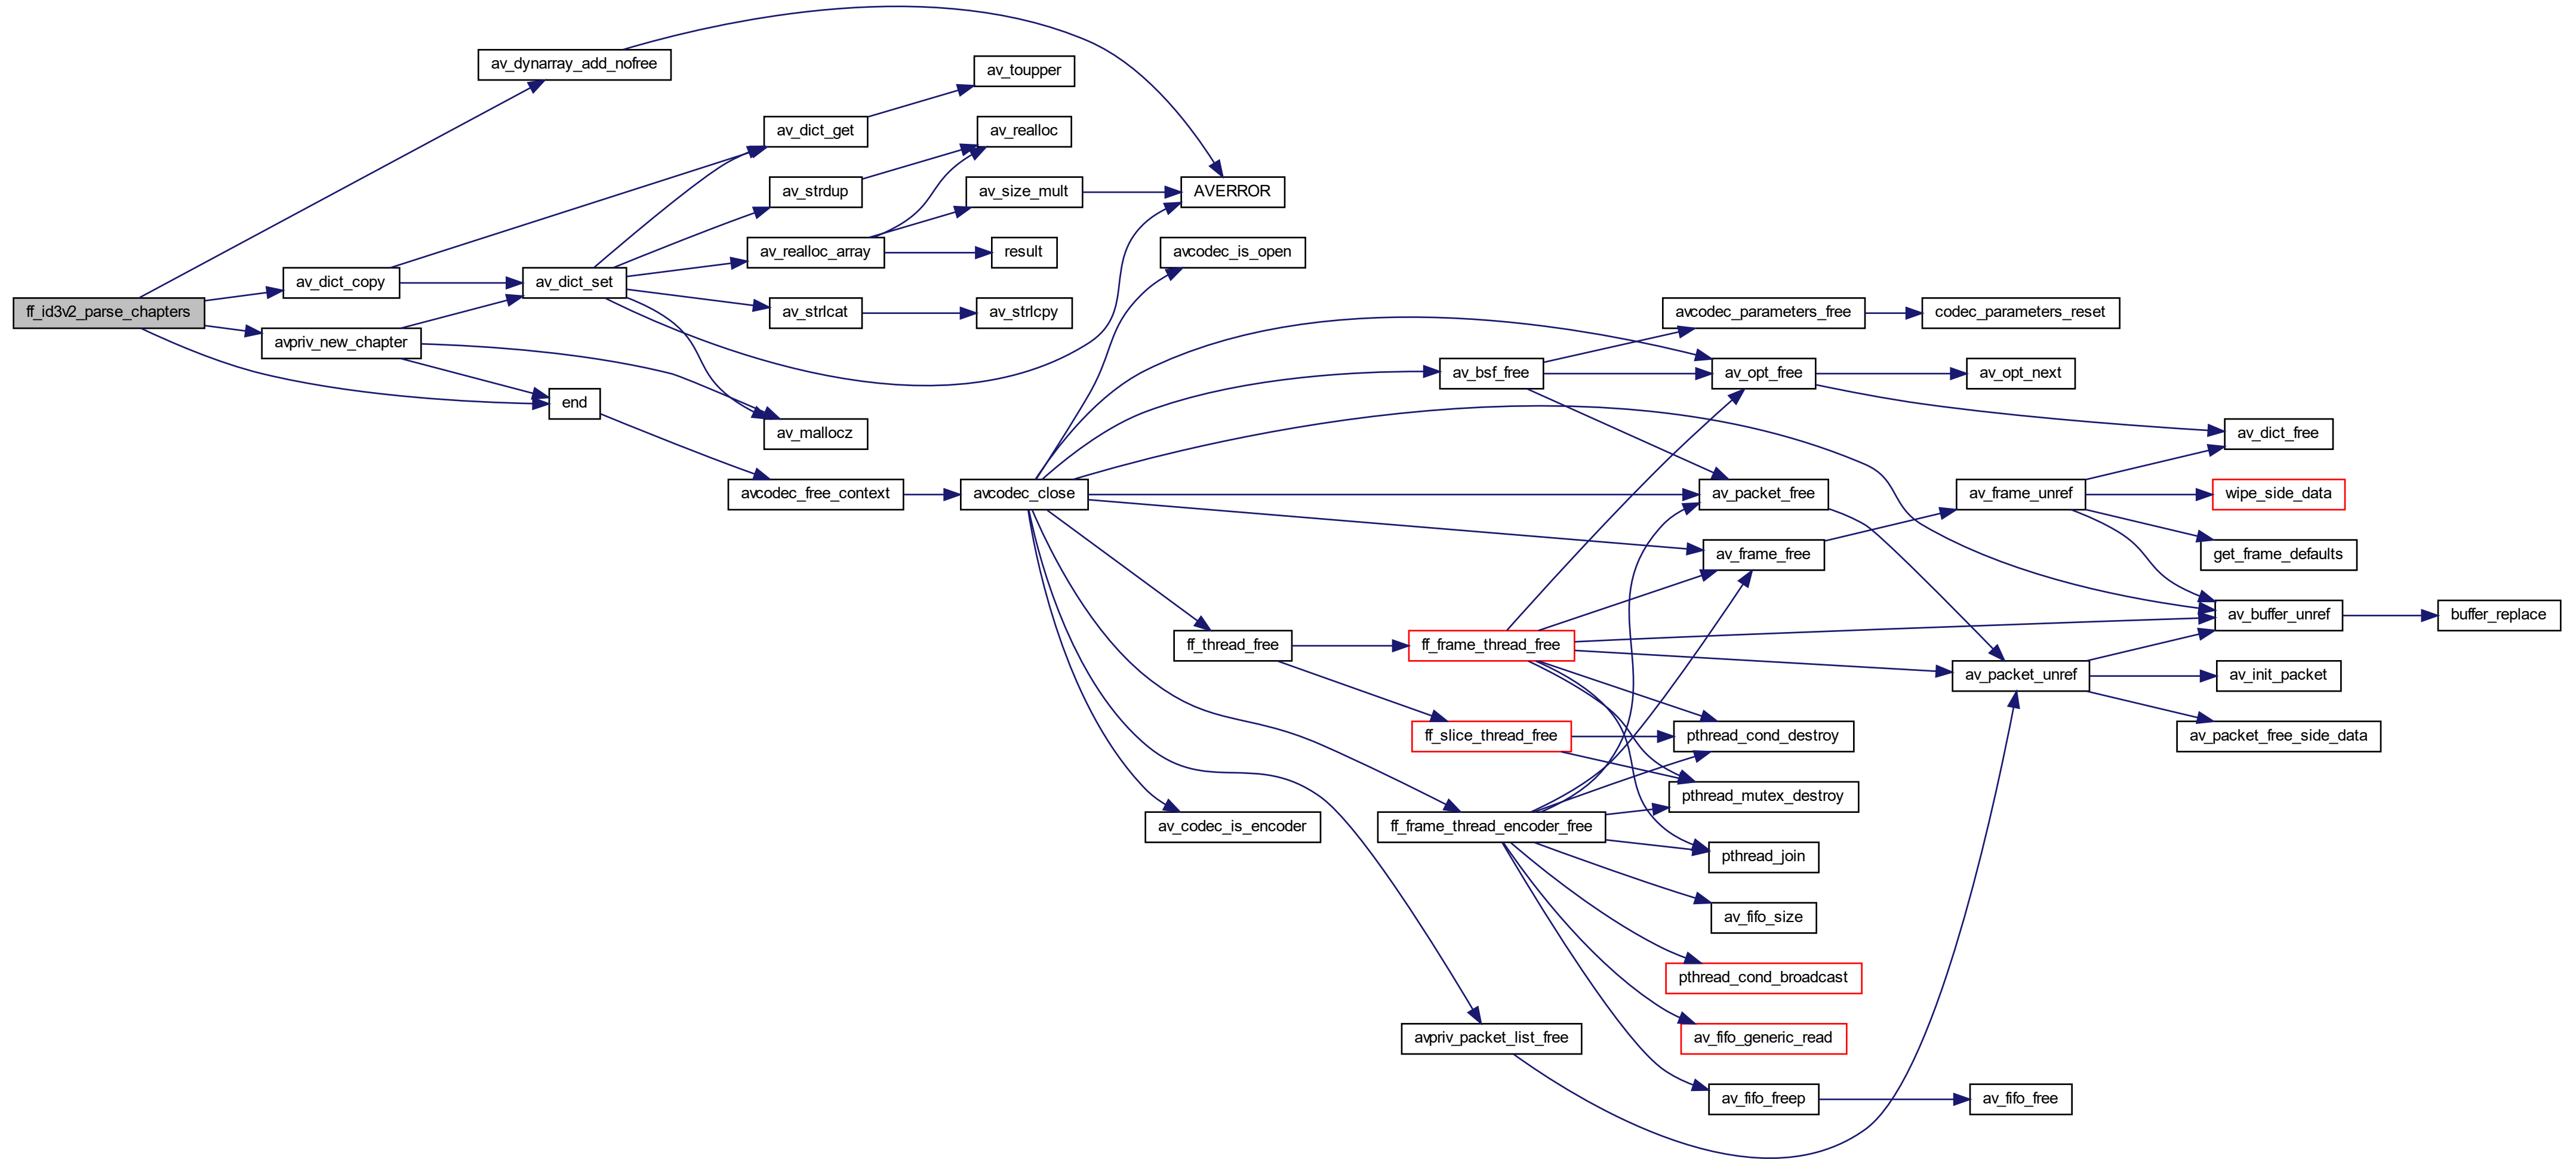 ff_id3v2_parse_chapters
av_dynarray_add_nofree
av_dict_copy
avpriv_new_chapter
av_dict_set
end
av_dict_get
av_strdup
av_realloc_array
av_strlcat
av_mallocz
avcodec_free_context
av_toupper
av_realloc
av_size_mult
result
av_strlcpy
avcodec_close
AVERROR
avcodec_is_open
ff_thread_free
av_codec_is_encoder
av_bsf_free
ff_frame_thread_free
ff_slice_thread_free
ff_frame_thread_encoder_free
avpriv_packet_list_free
avcodec_parameters_free
av_opt_free
av_packet_free
av_frame_free
pthread_cond_destroy
pthread_mutex_destroy
pthread_join
av_fifo_size
pthread_cond_broadcast
av_fifo_generic_read
av_fifo_freep
codec_parameters_reset
av_opt_next
av_frame_unref
av_packet_unref
av_fifo_free
av_dict_free
wipe_side_data
get_frame_defaults
av_buffer_unref
av_init_packet
av_packet_free_side_data
buffer_replace